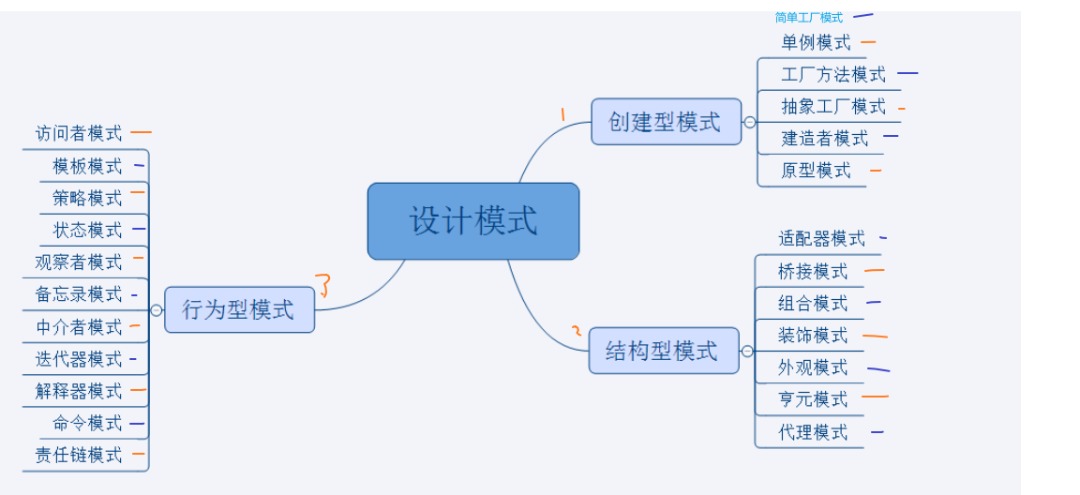 设计模式
1
创建型模式
简单工厂模式
单例模式
工厂方法模式
抽象工厂模式
建造者模式
原型模式
2
结构型模式
适配器模式
桥接模式
组合模式
装饰模式
外观模式
亨元模式
代理模式
3
行为型模式
访问者模式
模板模式
策略模式
状态模式
观察者模式
备忘录模式
中介者模式
迭代器模式
解释器模式
命令模式
责任链模式